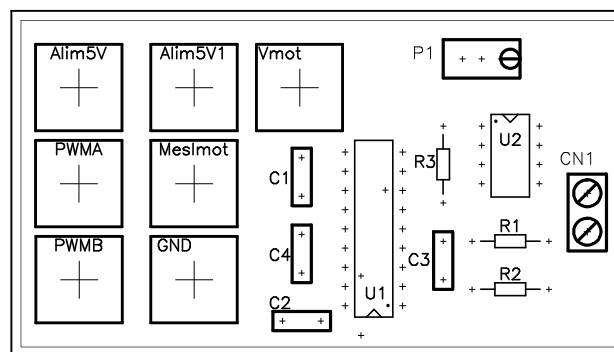 Alim5V
Alim5V1
Vmot
P1
PWMA
MesImot
C1
R3
U2
CN1
PWMB
GND
C4
C3
R1
R2
C2
U1